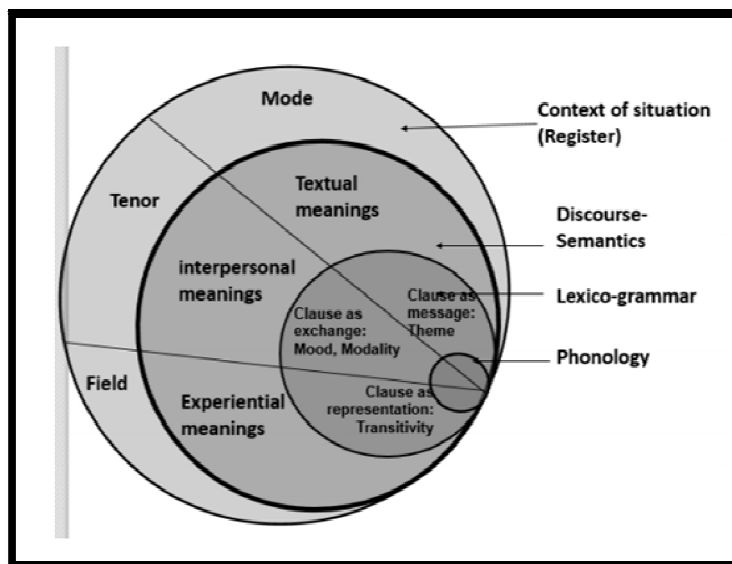 Mode
Context of situation
(Register)
Tenor
Textual
meanings
Discourse-
Semantics
interpersonal
meanings
Lexico-grammar
Clause as
message:
Theme
Clause as
exchange:
Mood, Modality
Phonology
Field
Experiential
meanings
Clause as
representation:
Transitivity